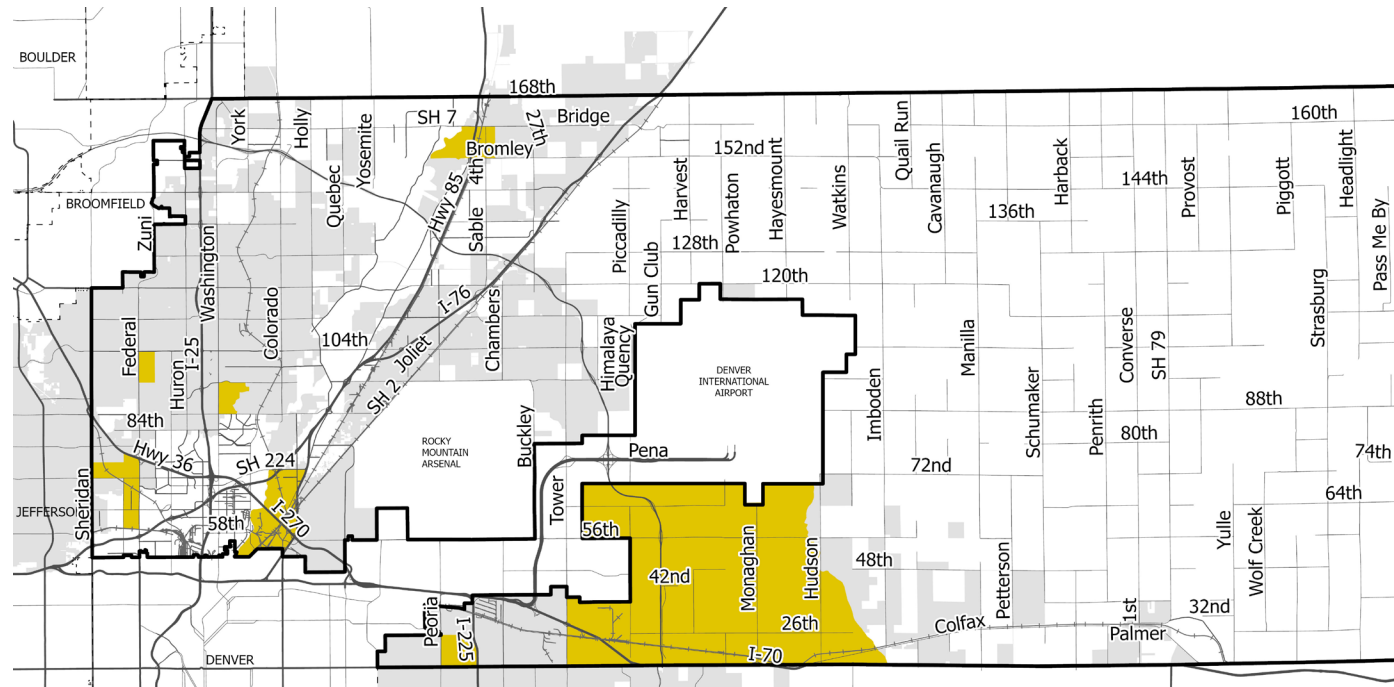 BOULDER
168th
York
Holly
SH 7
27th
Bridge
160th
Yosemite
Bromley
152nd
Quail Run
Headlight
4th
Quebec
Harvest
Hayesmount
Harback
144th
Provost
Piggott
BROOMFIELD
Hwy 85
Powhaton
Watkins
Cavanaugh
136th
Zuni
Sable
Piccadilly
128th
Pass Me By
Washington
Gun Club
120th
I-76
Strasburg
Federal
Colorado
Chambers
104th
Joliet
Himalaya
Quency
Manilla
Converse
SH 79
Huron
I-25
SH 2
DENVER
INTERNATIONAL
AIRPORT
Imboden
88th
84th
Buckley
Schumaker
Penrith
80th
ROCKY
MOUNTAIN
ARSENAL
Hwy 36
SH 224
Pena
72nd
74th
Sheridan
64th
JEFFERSO
58th
I-270
Tower
56th
Yulle
Wolf Creek
Monaghan
Hudson
48th
42nd
Petterson
Peoria
I-225
26th
Colfax
1st
32nd
Palmer
DENVER
I-70